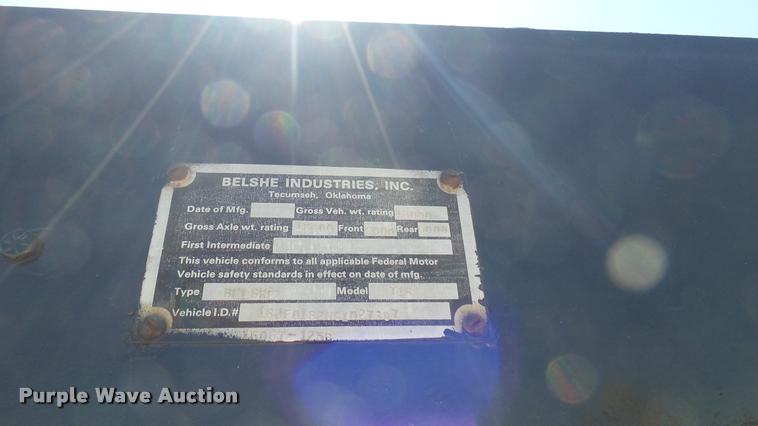 BELSHE INDUSTRIES, INC.
Tecumseh, Oklahoma
Date of Mfg. Gross Veh. wt. rating
Gross Axle wt. rating Front Rear
First Intermediate
This vehicle conforms to all applicable Federal Motor
Vehicle safety standards in effect on date of mfg.
Type BELSHE Model
Vehicle I.D.#
Purple Wave Auction